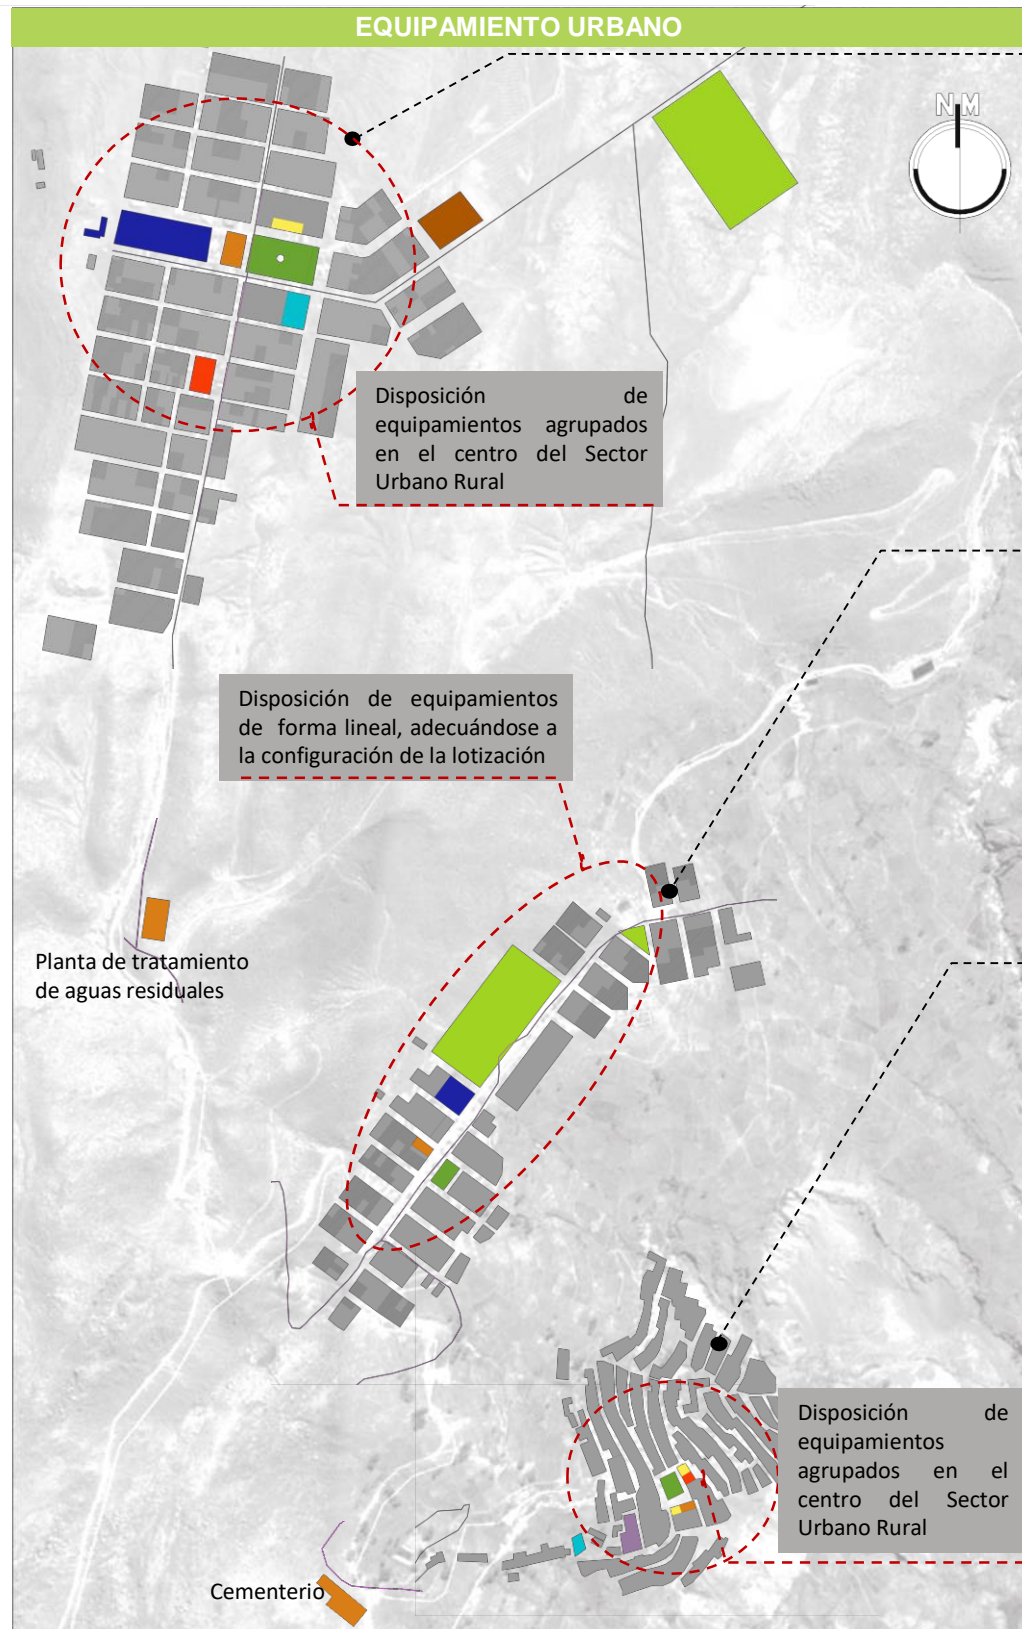 EQUIPAMIENTO URBANO
NM
Disposición de
equipamientos agrupados
en el centro del Sector
Urbano Rural
Disposición de equipamientos
de forma lineal, adecuándose a
la configuración de la lotización
Planta de tratamiento
de aguas residuales
Disposición de
equipamientos
agrupados en el
centro del Sector
Urbano Rural
Cementerio